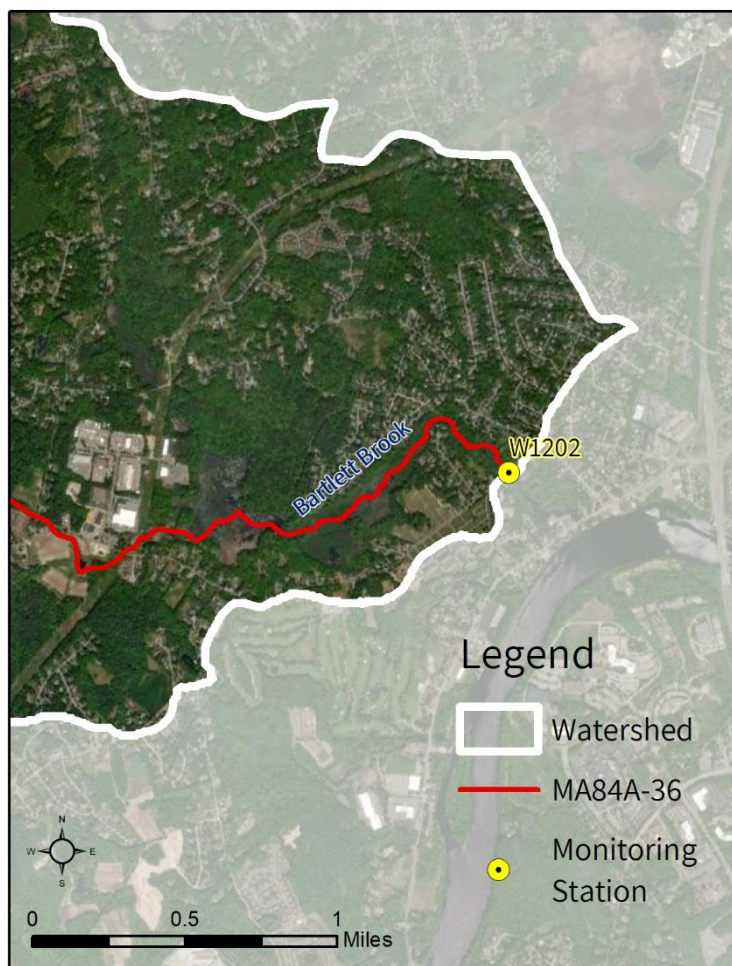 W1202
Bartlett Brook
Legend
Watershed
MA84A-36
Monitoring
Station
N
W E
S
0 0.5 1
Miles